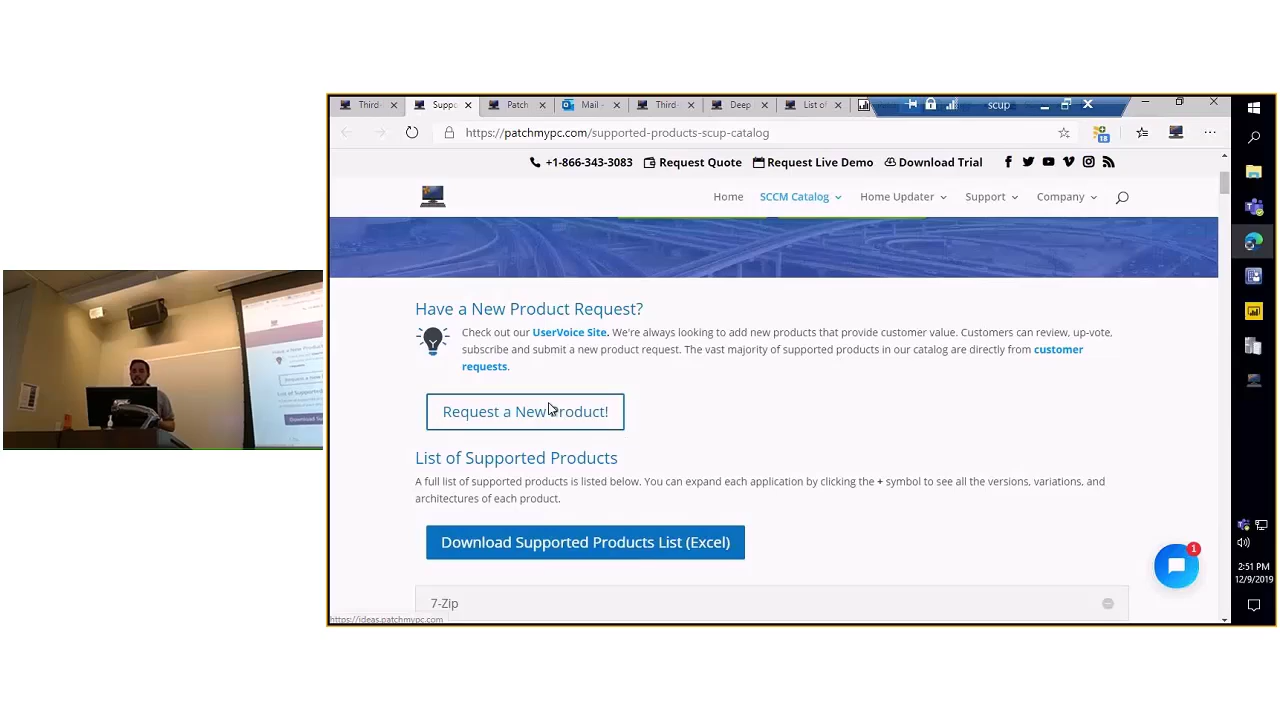 Third-
Suppo
Patch
Mail -
Third-
Deep
List of
scup
https://patchmypc.com/supported-products-scup-catalog
18
+1-866-343-3083 Request Quote Request Live Demo Download Trial
Home SCCM Catalog Home Updater Support Company
Have a New Product Request?
Check out our UserVoice Site. We're always looking to add new products that provide customer value. Customers can review, up-vote,
subscribe and submit a new product request. The vast majority of supported products in our catalog are directly from customer
requests.
Request a New Product!
List of Supported Products
A full list of supported products is listed below. You can expand each application by clicking the + symbol to see all the versions, variations, and
architectures of each product.
Download Supported Products List (Excel)
7-Zip
1
https://ideas.patchmypc.com
2:51 PM
12/9/2019